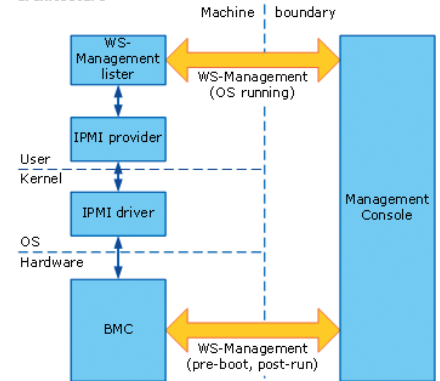 Machine boundary
WS-
Management
lister
WS-Management
(OS running)
IPMI provider
User
Kernel
IPMI driver
Management
Console
OS
Hardware
BMC
WS-Management
(pre-boot, post-run)